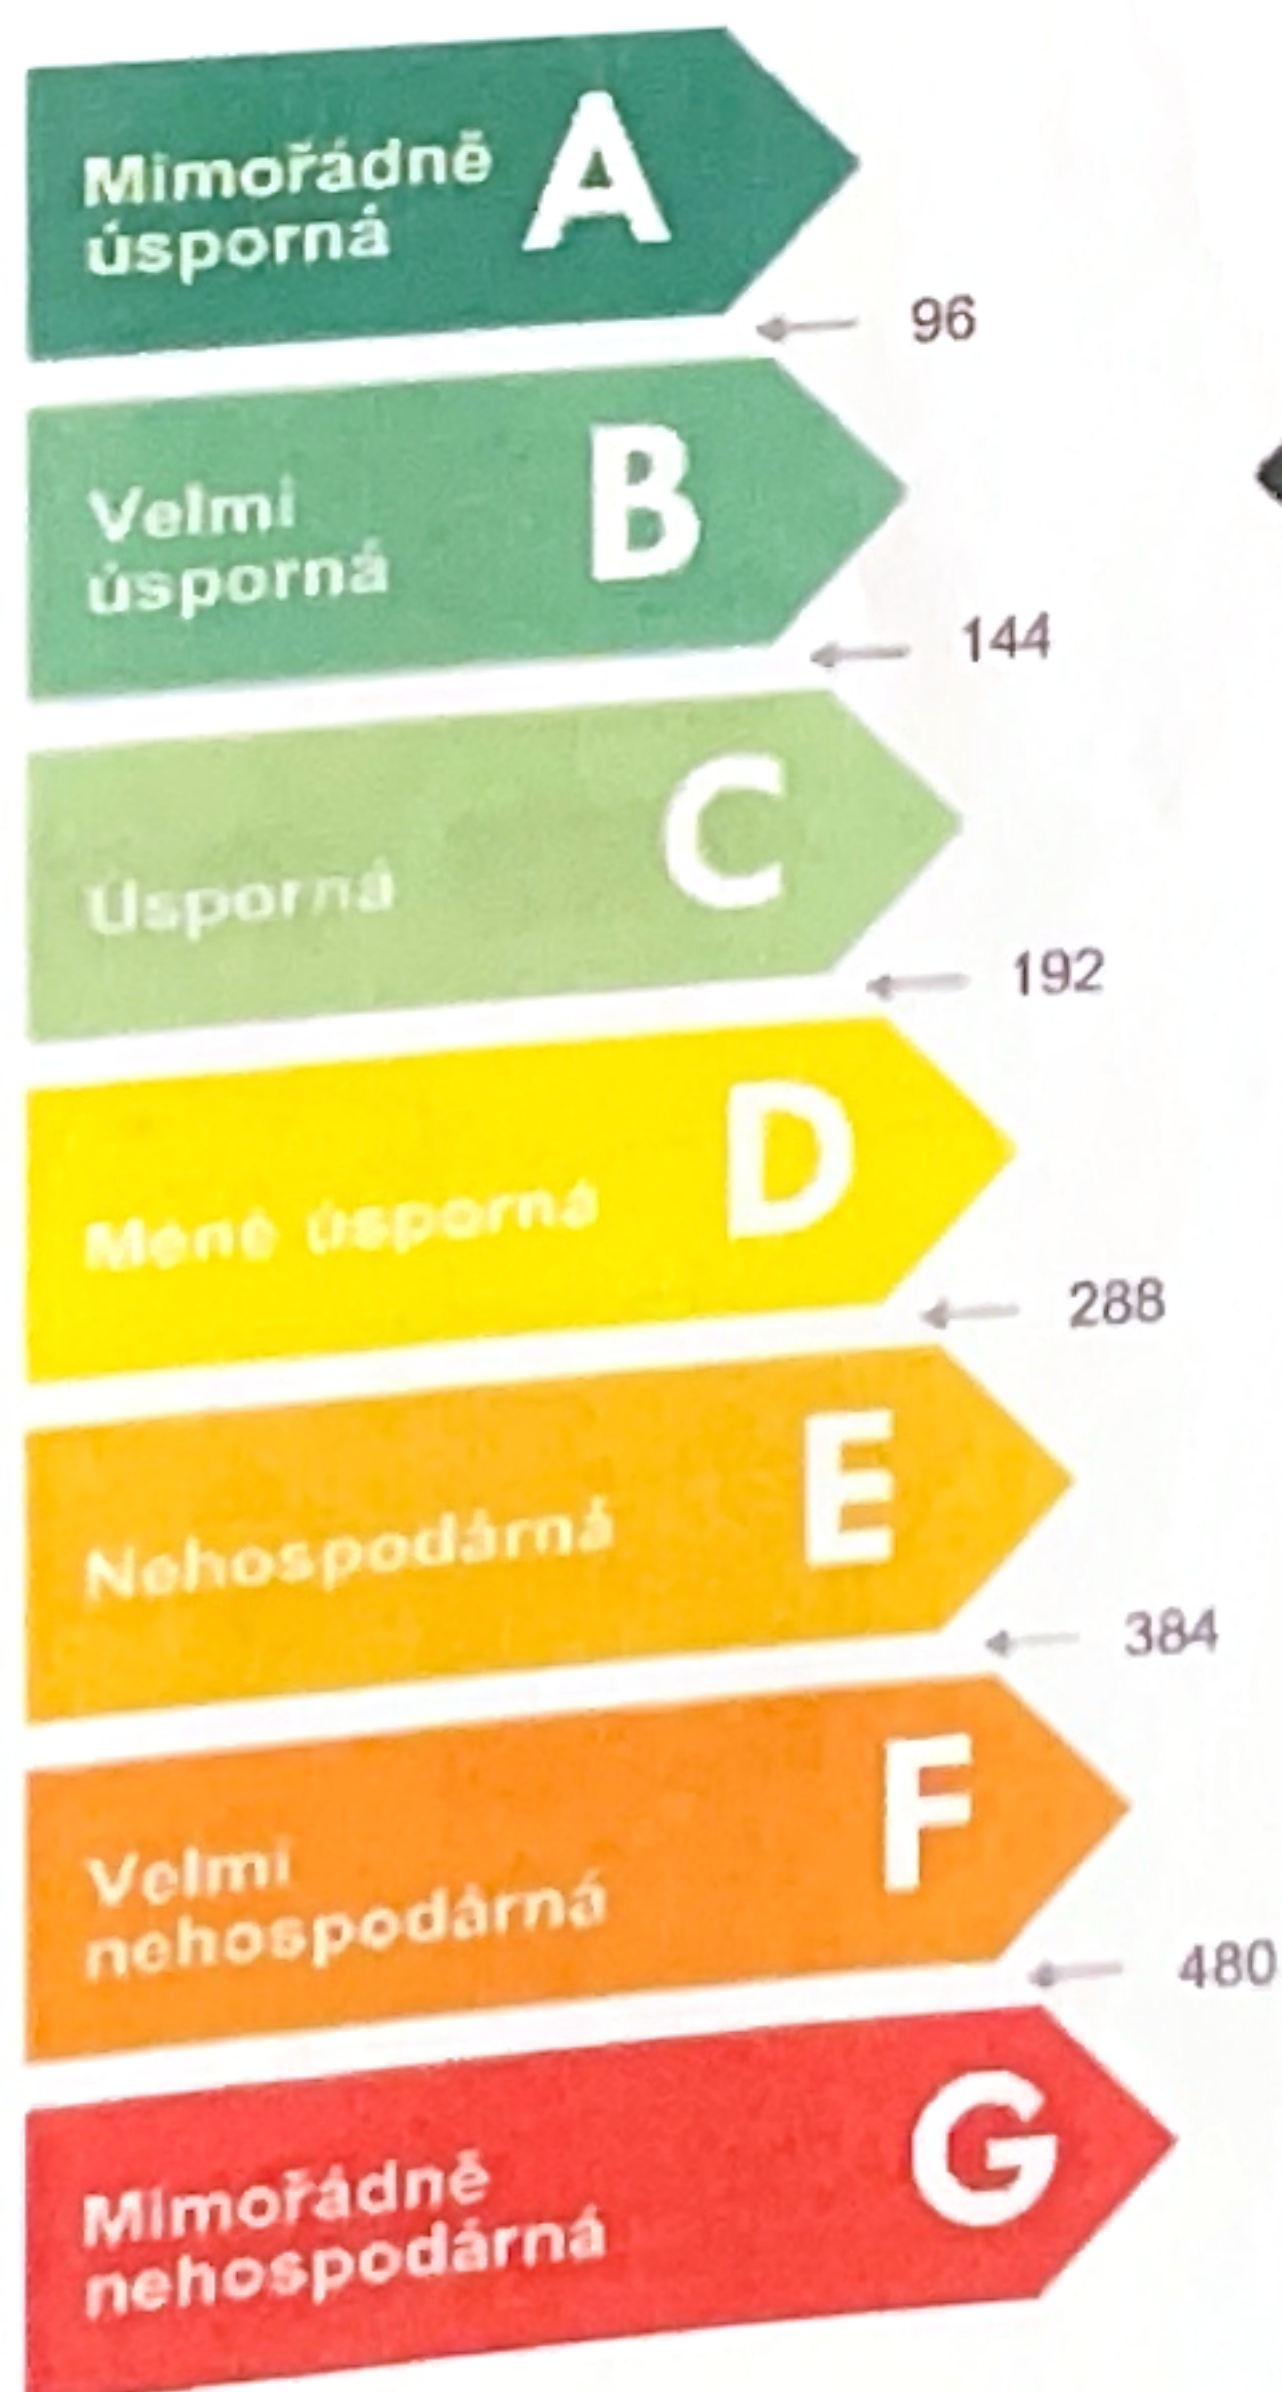 Mimořádně
úsporná
A
96
Velmi
úsporná
B
144
Úsporná
C
192
Méně úsporná
D
288
Nehospodárná
E
384
Velmi
nehospodárná
F
480
Mimořádně
nehospodárná
G